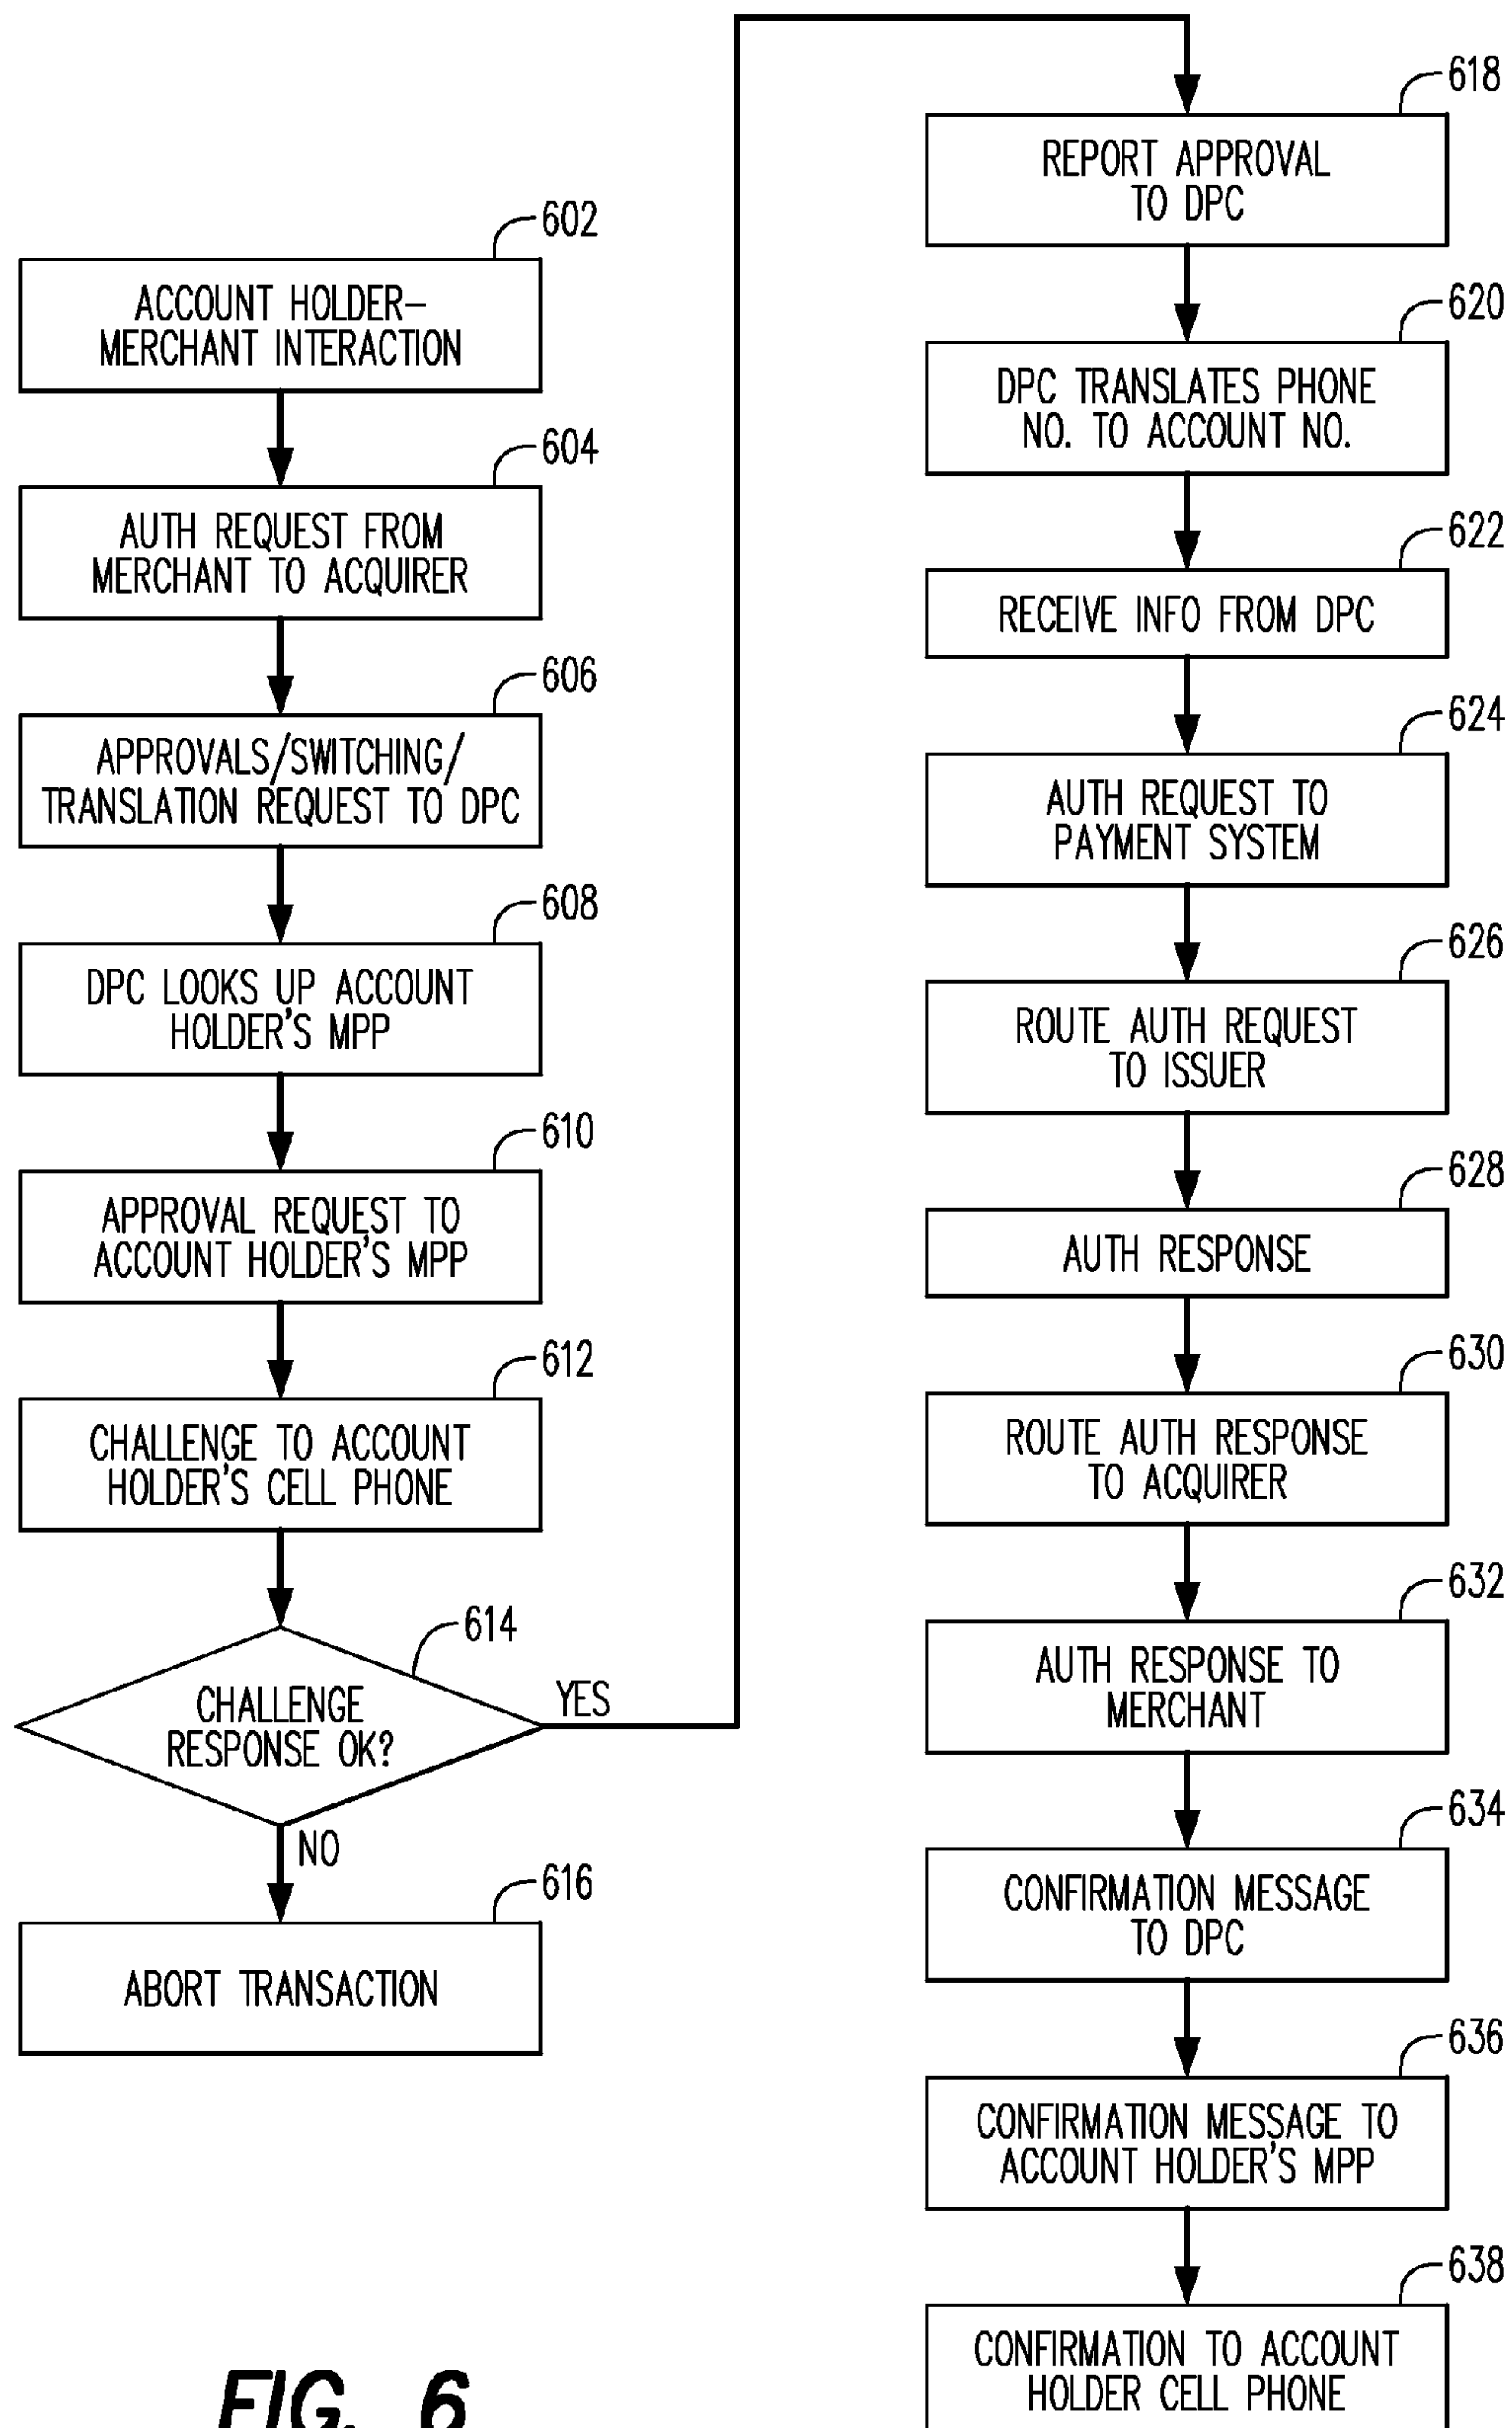 602
ACCOUNT HOLDER-
MERCHANT INTERACTION
604
AUTH REQUEST FROM
MERCHANT TO ACQUIRER
606
APPROVALS/SWITCHING/
TRANSLATION REQUEST TO DPC
608
DPC LOOKS UP ACCOUNT
HOLDER'S MPP
610
APPROVAL REQUEST TO
ACCOUNT HOLDER'S MPP
612
CHALLENGE TO ACCOUNT
HOLDER'S CELL PHONE
614
CHALLENGE
RESPONSE OK?
YES
NO
616
ABORT TRANSACTION
618
REPORT APPROVAL
TO DPC
620
DPC TRANSLATES PHONE
NO. TO ACCOUNT NO.
622
RECEIVE INFO FROM DPC
624
AUTH REQUEST TO
PAYMENT SYSTEM
626
ROUTE AUTH REQUEST
TO ISSUER
628
AUTH RESPONSE
630
ROUTE AUTH RESPONSE
TO ACQUIRER
632
AUTH RESPONSE TO
MERCHANT
634
CONFIRMATION MESSAGE
TO DPC
636
CONFIRMATION MESSAGE TO
ACCOUNT HOLDER'S MPP
638
CONFIRMATION TO ACCOUNT
HOLDER CELL PHONE
FIG. 6